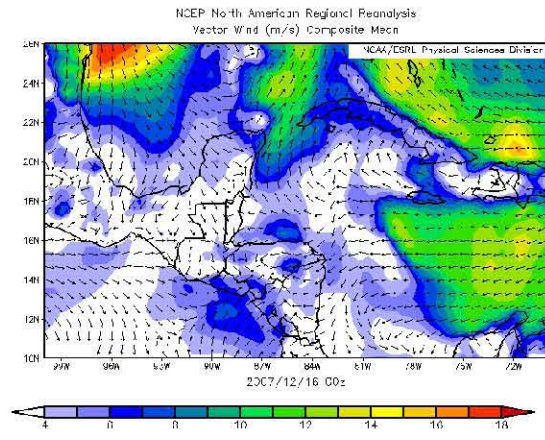 NCEP North American Regional Reanalysis
Vector Wind (m/s) Composite Mean
NOAA/ESRL Physical Sciences Division
26N
24N
22N
20N
18N
16N
14N
12N
10N
99W 96W 93W 90W 87W 84W 81W 78W 75W 72W
2007/12/16 00z
4 6 8 10 12 14 16 18